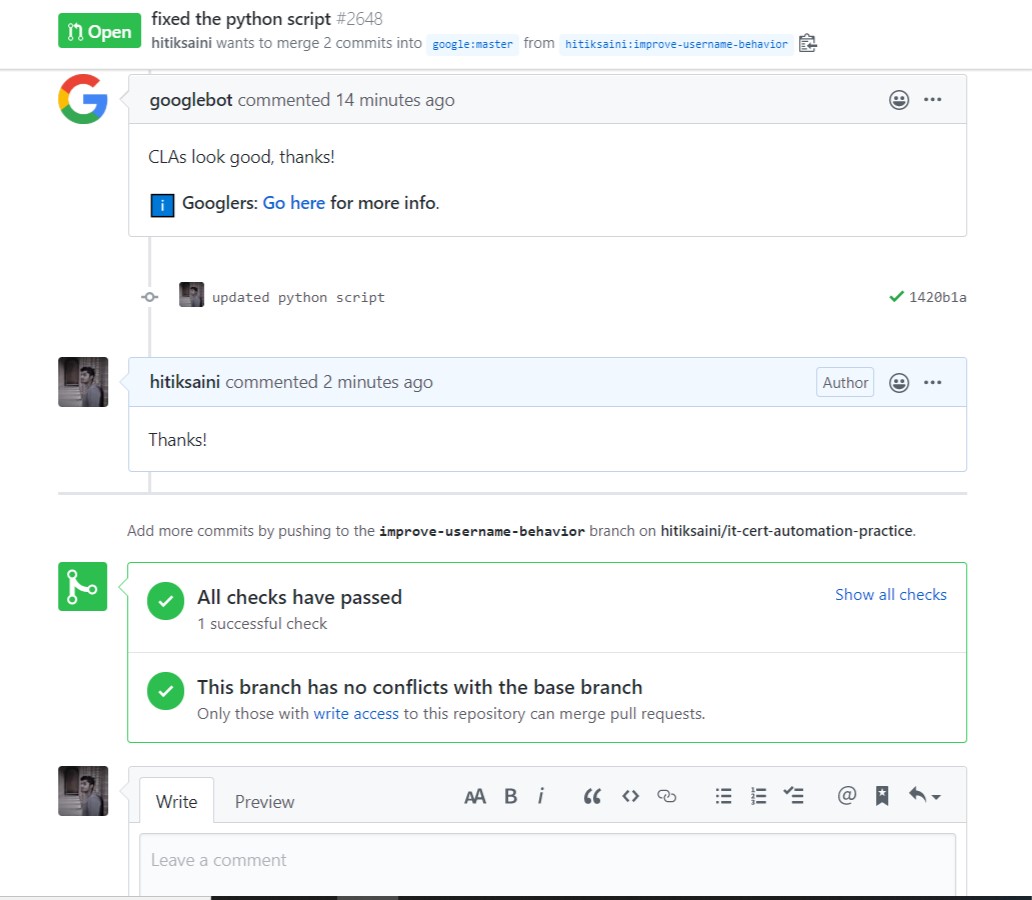 Open
fixed the python script #2648
hitiksaini wants to merge 2 commits into google:master from hitiksaini:improve-username-behavior
googlebot commented 14 minutes ago
CLAs look good, thanks!
i Googlers: Go here for more info.
updated python script 1420b1a
hitiksaini commented 2 minutes ago Author
Thanks!
Add more commits by pushing to the improve-username-behavior branch on hitiksaini/it-cert-automation-practice.
All checks have passed Show all checks
1 successful check
This branch has no conflicts with the base branch
Only those with write access to this repository can merge pull requests.
Write Preview AA B i
Leave a comment